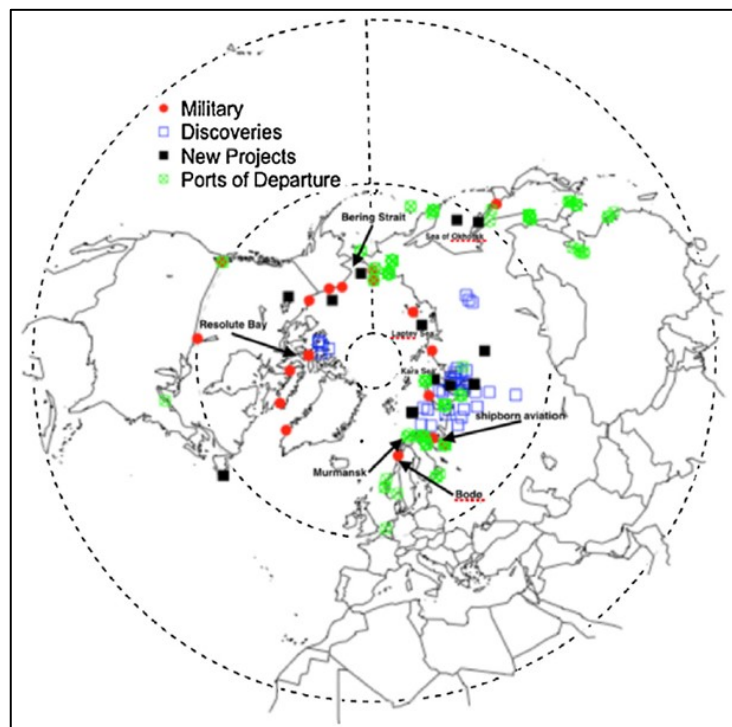 Military
Discoveries
New Projects
Ports of Departure
Bering Strait
Sea of Okhotsk
Resolute Bay
Laptev Sea
Kara Sea
shipborn aviation
Murmansk
Bodø